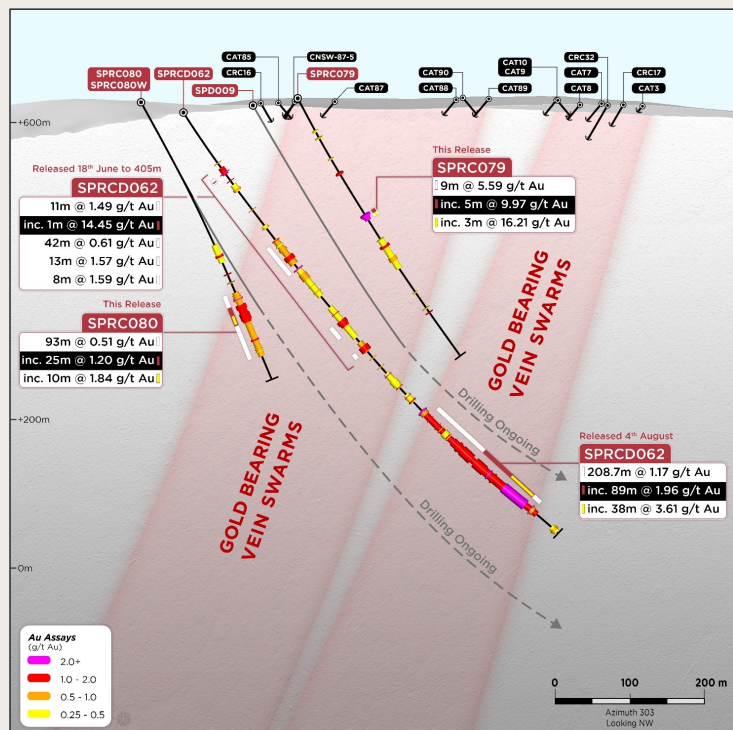 SPRC080
SPRC080W
SPRCD062
SPD009
CAT85
CRC16
CNSW-87-5
SPRC079
CAT87
CAT90
CAT88
CAT89
CAT10
CAT9
CRC32
CAT7
CAT8
CRC17
CAT3
+600m
Released 18th June to 405m
SPRCD062
11m @ 1.49 g/t Au
inc. 1m @ 14.45 g/t Au
42m @ 0.61 g/t Au
13m @ 1.57 g/t Au
8m @ 1.59 g/t Au
This Release
SPRC079
9m @ 5.59 g/t Au
inc. 5m @ 9.97 g/t Au
inc. 3m @ 16.21 g/t Au
This Release
SPRC080
93m @ 0.51 g/t Au
inc. 25m @ 1.20 g/t Au
inc. 10m @ 1.84 g/t Au
GOLD BEARING
VEIN SWARMS
GOLD BEARING
VEIN SWARMS
+200m
Drilling Ongoing
Drilling Ongoing
Released 4th August
SPRCD062
208.7m @ 1.17 g/t Au
inc. 89m @ 1.96 g/t Au
inc. 38m @ 3.61 g/t Au
0m
Au Assays
(g/t Au)
2.0+
1.0 - 2.0
0.5 - 1.0
0.25 - 0.5
0 100 200 m
Azimuth 303
Looking NW